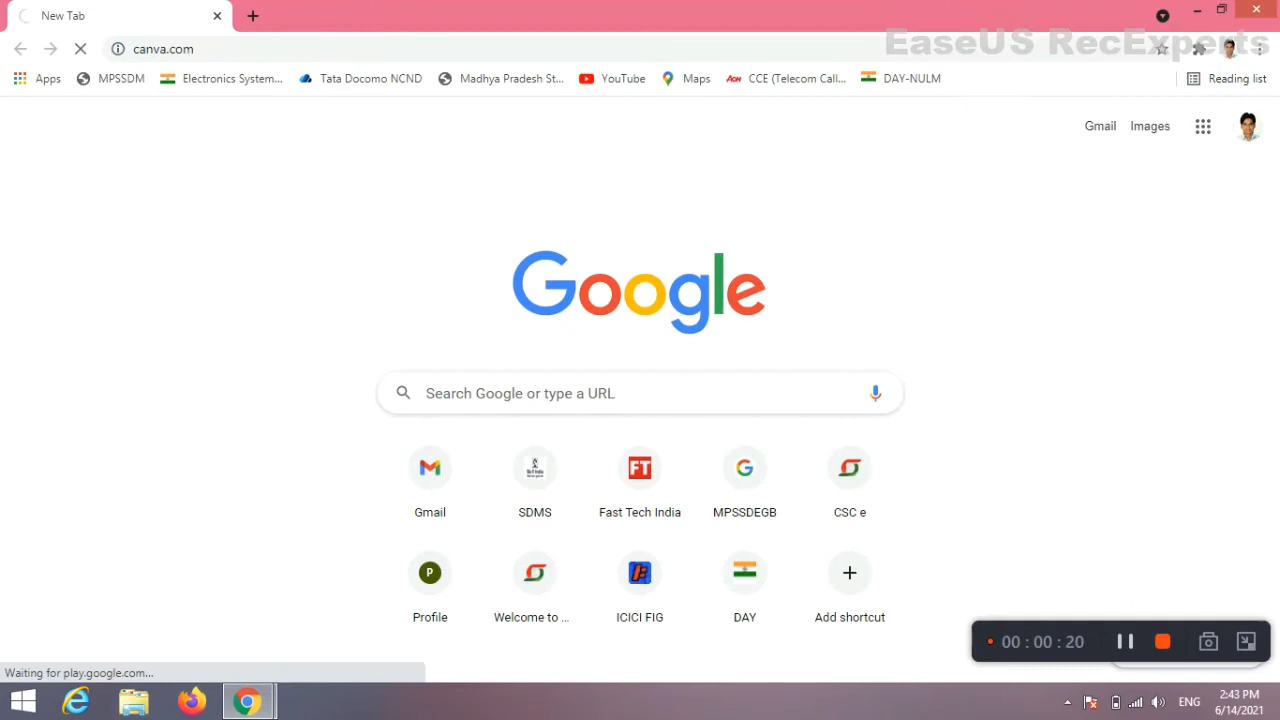 New Tab
canva.com
EaseUS RecExperts
Apps MPSSDM Electronics System... Tata Docomo NCND Madhya Pradesh St... YouTube Maps AON CCE (Telecom Call... DAY-NULM Reading list
Gmail Images
Google
Search Google or type a URL
FT
Gmail SDMS Fast Tech India MPSSDEGB CSC e
P
Profile Welcome to ... ICICI FIG DAY Add shortcut
00 : 00 : 20
Waiting for play.google.com...
ENG
2:43 PM
6/14/2021